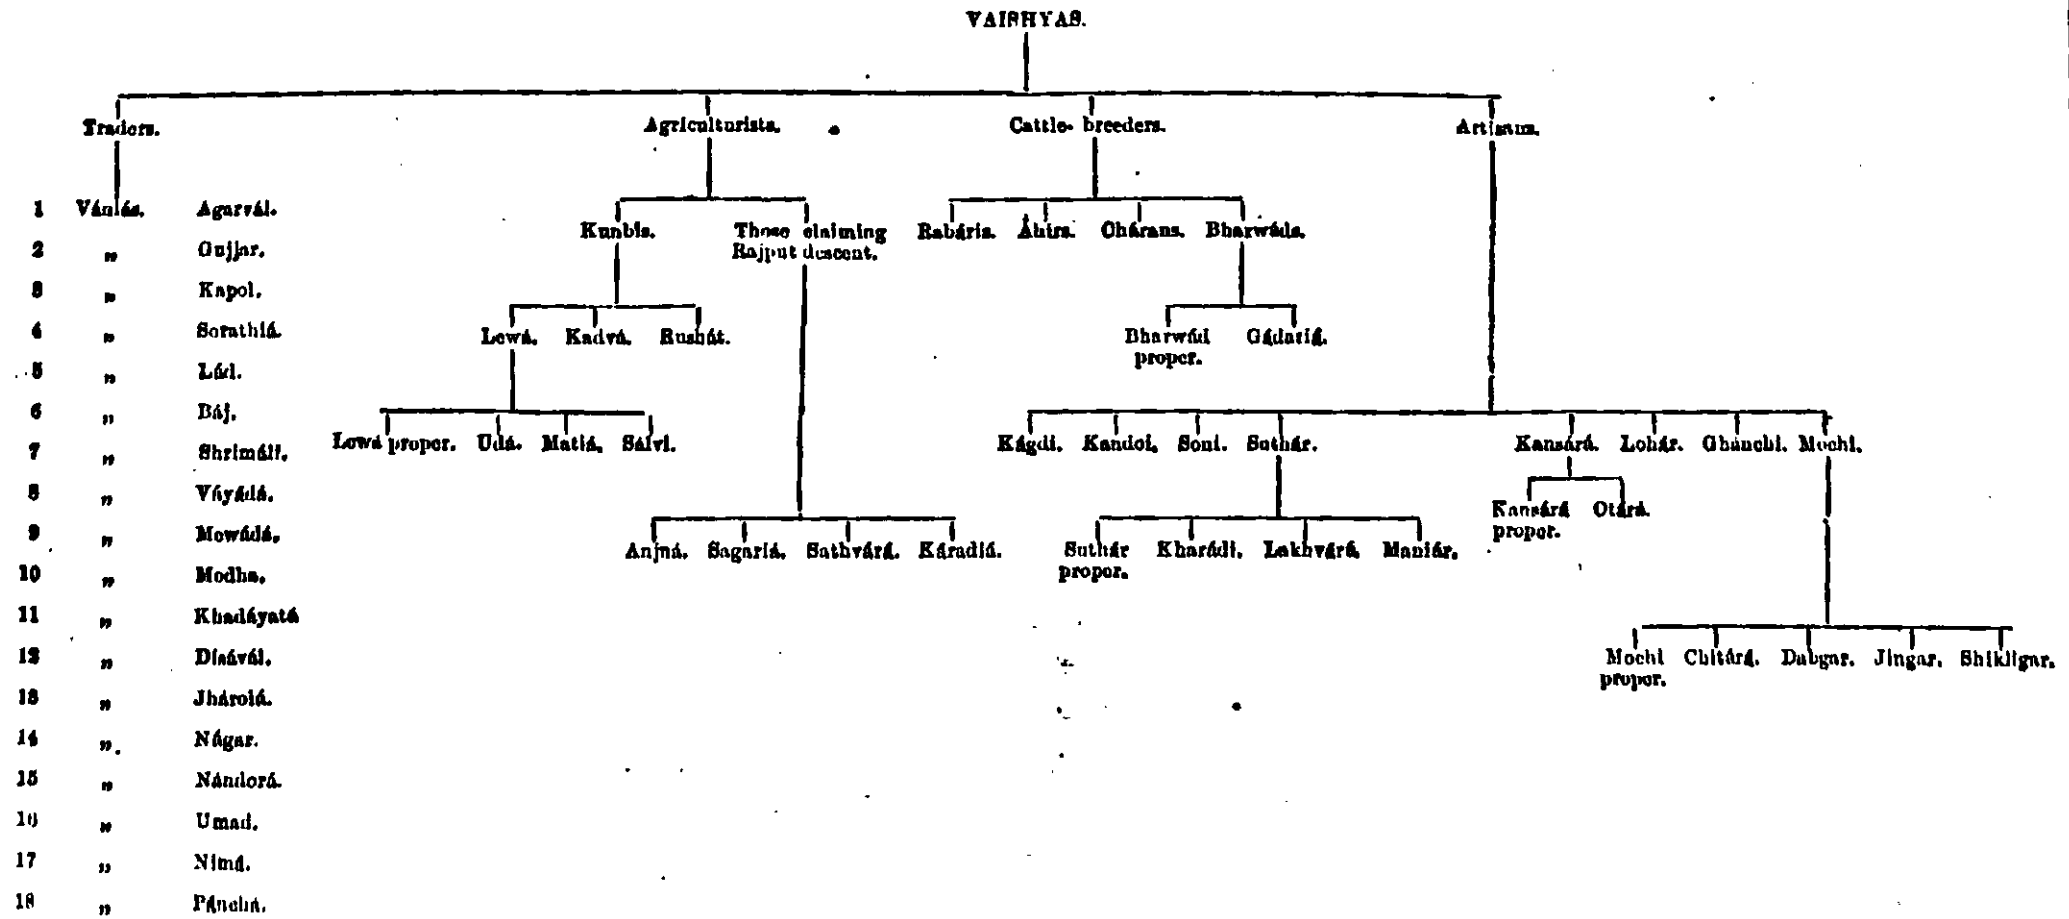 VAISHYAS.
Traders. Agriculturists. Cattle-breeders. Artisans.
1 Vániás. Agarvál.
2 „ Gujjar.
3 „ Kapol.
4 „ Sorathiá.
5 „ Lád.
6 „ Báj.
7 „ Shrimáli.
8 „ Váyádá.
9 „ Mewádá.
10 „ Modha.
11 „ Khadáyatá
12 „ Disávál.
13 „ Jhárolá.
14 „ Nágar.
15 „ Nándorá.
16 „ Umad.
17 „ Nimá.
18 „ Pánchá.
Kunbis. Those claiming
Rajput descent.
Lewá. Kadvá. Rushát.
Lewá proper. Udá. Matiá. Salvi.
Anjná. Sagariá. Sathvárá. Káradiá.
Rabáris. Áhirs. Chárans. Bharwáds.
Bharwád
proper.
Gádariá.
Kágdi. Kandoi. Soni. Suthár. Kansárá. Lohár. Ghánchi. Mochi.
Suthár
proper.
Kharádi. Lakhvárá. Maniár.
Kansárá
proper.
Otárá.
Mochi
proper.
Chitárá. Dabgar. Jingar. Shikligar.